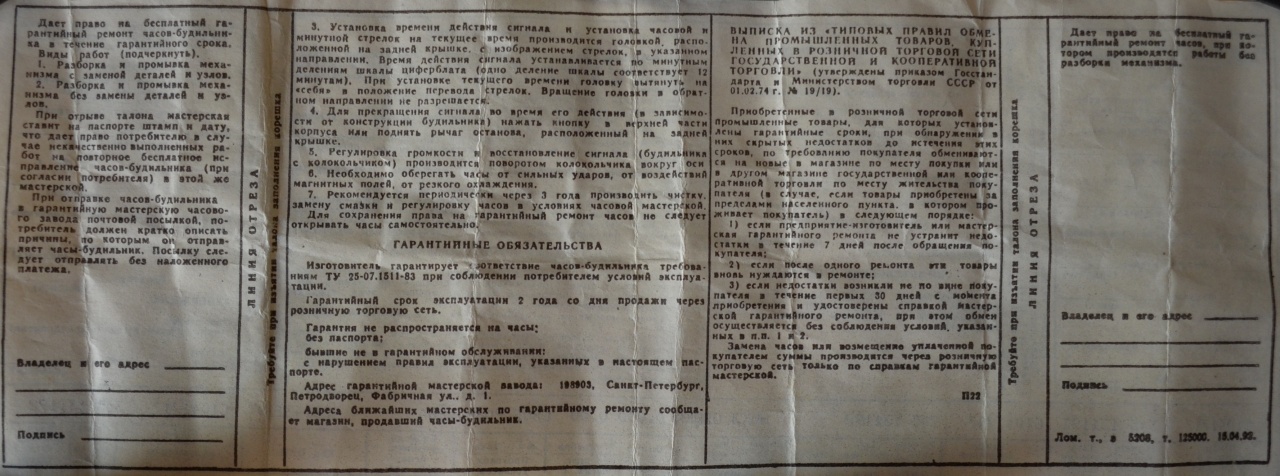 Дает право на бесплатный га-
рантийный ремонт часов-будильни-
ка в течение гарантийного срока.
Виды работ (подчеркнуть).
1. Разборка и промывка меха-
низма с заменой деталей и узлов.
2. Разборка и промывка меха-
низма без замены деталей и уз-
лов.
При отрыве талона мастерская
ставит на паспорте штамп и дату,
что дает право потребителю в слу-
чае некачественно выполненных ра-
бот на повторное бесплатное ис-
правление часов-будильника (при
согласии потребителя) в этой же
мастерской.
При отправке часов-будильника
в гарантийную мастерскую часово-
го завода почтовой посылкой, по-
требитель должен кратко описать
причины, по которым он отправ-
ляет часы-будильник. Посылку сле-
дует отправлять без наложенного
платежа.
Владелец и его адрес
Подпись
ЛИНИЯ ОТРЕЗА
Требуйте при изъятии талона заполнения корешка
3. Установка времени действия сигнала и установка часовой и
минутной стрелок на текущее время производится головкой, распо-
ложенной на задней крышке, с изображением стрелок, в указанном
направлении. Время действия сигнала устанавливается по минутным
делениям шкалы циферблата (одно деление шкалы соответствует 12
минутам). При установке текущего времени головку вытянуть на
«себя» в положение перевода стрелок. Вращение головки в обрат-
ном направлении не разрешается.
4. Для прекращения сигнала во время его действия (в зависимо-
сти от конструкции будильника) нажать кнопку в верхней части
корпуса или поднять рычаг останова, расположенный на задней
крышке.
5. Регулировка громкости и восстановление сигнала (будильника
с колокольчиком) производится поворотом колокольчика вокруг оси
6. Необходимо оберегать часы от сильных ударов, от воздействий
магнитных полей, от резкого охлаждения.
7. Рекомендуется периодически через 3 года производить чистку,
замену смазки и регулировку часов в условиях часовой мастерской.
Для сохранения права на гарантийный ремонт часов не следует
открывать часы самостоятельно.
ГАРАНТИЙНЫЕ ОБЯЗАТЕЛЬСТВА
Изготовитель гарантирует соответствие часов-будильника требова-
ниям ТУ 25-07.1511-83 при соблюдении потребителем условий эксплуа-
тации.
Гарантийный срок эксплуатации 2 года со дня продажи через
розничную торговую сеть.
Гарантия не распространяется на часы:
без паспорта;
бывшие не в гарантийном обслуживании:
с нарушением правил эксплуатации, указанных в настоящем пас-
порте.
Адрес гарантийной мастерской завода: 198903, Санкт-Петербург,
Петродворец, Фабричная ул., д. 1.
Адреса ближайших мастерских по гарантийному ремонту сообща-
ет магазин, продавший часы-будильник.
ВЫПИСКА ИЗ «ТИПОВЫХ ПРАВИЛ ОБМЕ-
НА ПРОМЫШЛЕННЫХ ТОВАРОВ, КУП-
ЛЕННЫХ В РОЗНИЧНОЙ ТОРГОВОЙ СЕТИ
ГОСУДАРСТВЕННОЙ И КООПЕРАТИВНОЙ
ТОРГОВЛИ» (утверждены приказом Госстан-
дарта и Министерством торговли СССР от
01.02.74 г. № 19/19).
Приобретенные в розничной торговой сети
промышленные товары, для которых установ-
лены гарантийные сроки, при обнаружении в
них скрытых недостатков до истечения этих
сроков, по требованию покупателя обменивают-
ся на новые в магазине по месту покупки или
в другом магазине государственной или коопе-
ративной торговли по месту жительства поку-
пателя (в случае, если товары приобретены за
пределами населенного пункта, в котором про-
живает покупатель) в следующем порядке:
1) если предприятие-изготовитель или мастер-
ская гарантийного ремонта не устранит недо-
статки в течение 7 дней после обращения по-
купателя;
2) если после одного ремонта эти товары
вновь нуждаются в ремонте;
3) если недостатки возникли не по вине поку-
пателя в течение первых 30 дней с момента
приобретения и удостоверены справкой мастер-
ской гарантийного ремонта, при этом обмен
осуществляется без соблюдения условий, указан-
ных в п.п. 1 и 2.
Замена часов или возмещение уплаченной по-
купателем суммы производится через розничную
торговую сеть только по справкам гарантийной
мастерской.
П22
Требуйте при изъятии талона заполнения корешка
ЛИНИЯ ОТРЕЗА
Дает право на бесплатный га-
рантийный ремонт часов, при ко-
тором производятся работы без
разборки механизма.
Владелец и его адрес
Подпись
Лом. т., з 5208, т. 125000.